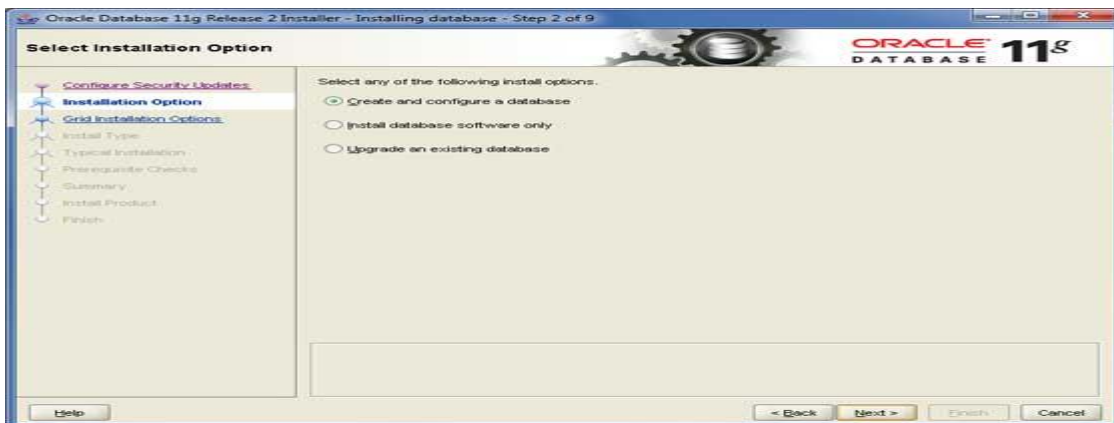 Oracle Database 11g Release 2 Installer - Installing database - Step 2 of 9
Select Installation Option
ORACLE 11g
DATABASE
Configure Security Updates
Installation Option
Grid Installation Options
Install Type
Typical Installation
Prerequisite Checks
Summary
Install Product
Finish
Select any of the following install options.
Create and configure a database
Install database software only
Upgrade an existing database
Help
< Back
Next >
Finish
Cancel